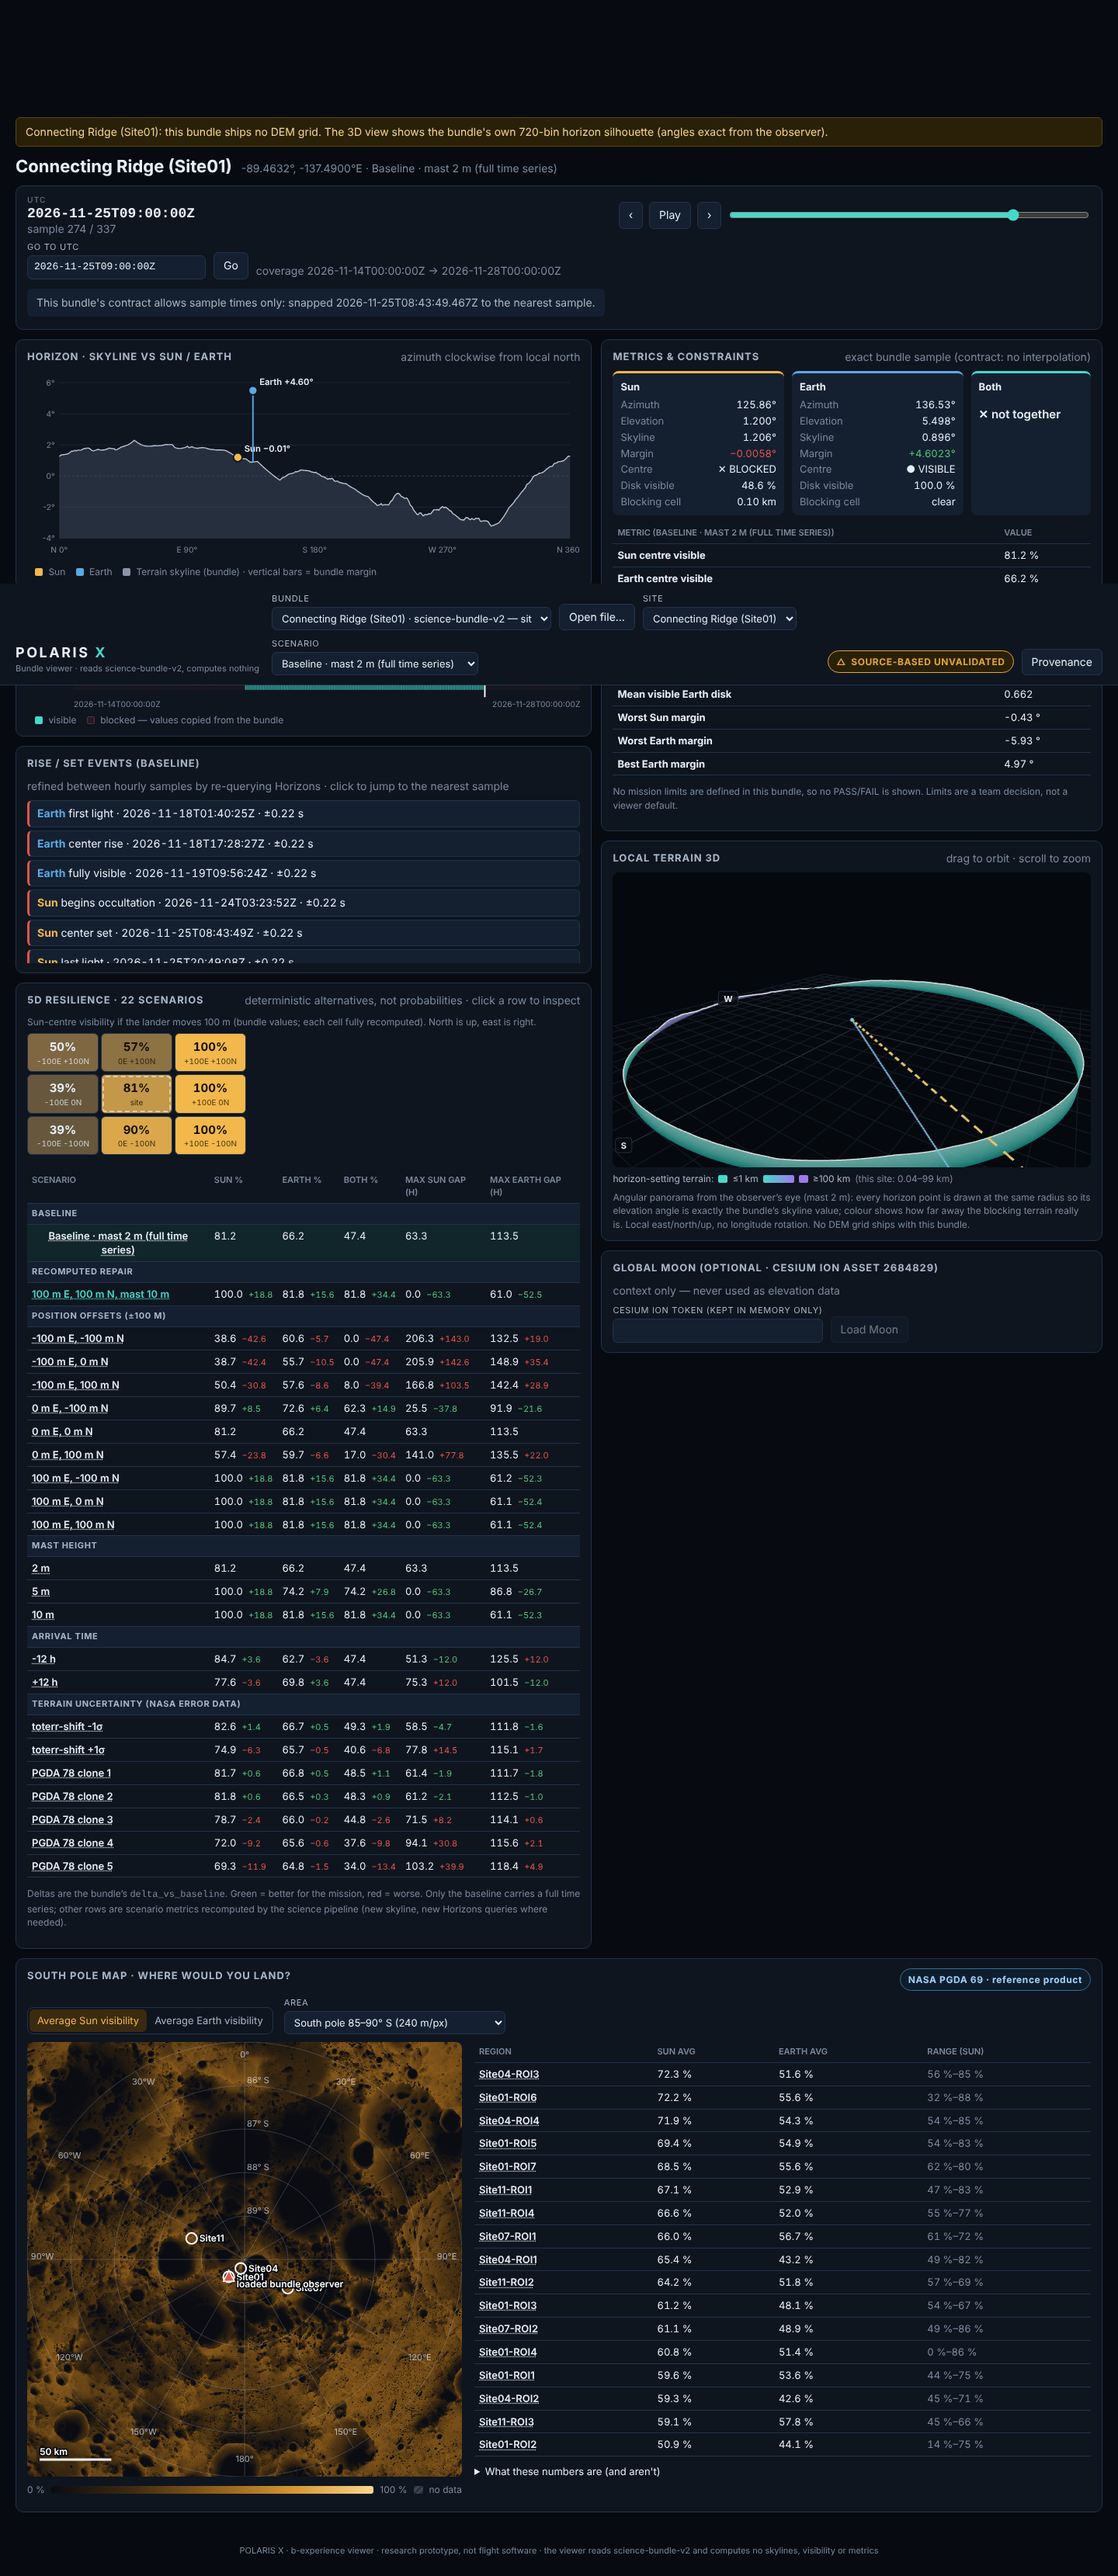 Connecting Ridge (Site01): this bundle ships no DEM grid. The 3D view shows the bundle's own 720-bin horizon silhouette (angles exact from the observer).
Connecting Ridge (Site01) -89.4632°, -137.4900°E · Baseline · mast 2 m (full time series)
UTC
2026-11-25T09:00:00Z
sample 274 / 337
‹ Play ›
GO TO UTC
2026-11-25T09:00:00Z Go coverage 2026-11-14T00:00:00Z → 2026-11-28T00:00:00Z
This bundle's contract allows sample times only: snapped 2026-11-25T08:43:49.467Z to the nearest sample.
HORIZON · SKYLINE VS SUN / EARTH azimuth clockwise from local north
6°
4°
2°
0°
-2°
-4°
Earth +4.60°
Sun −0.01°
N 0° E 90° S 180° W 270° N 360
Sun Earth Terrain skyline (bundle) · vertical bars = bundle margin
METRICS & CONSTRAINTS exact bundle sample (contract: no interpolation)
Sun
Azimuth 125.86°
Elevation 1.200°
Skyline 1.206°
Margin −0.0058°
Centre ✕ BLOCKED
Disk visible 48.6 %
Blocking cell 0.10 km
Earth
Azimuth 136.53°
Elevation 5.498°
Skyline 0.896°
Margin +4.6023°
Centre ● VISIBLE
Disk visible 100.0 %
Blocking cell clear
Both
✕ not together
METRIC (BASELINE · MAST 2 M (FULL TIME SERIES)) VALUE
Sun centre visible 81.2 %
Earth centre visible 66.2 %
POLARIS X
Bundle viewer · reads science-bundle-v2, computes nothing
BUNDLE
Connecting Ridge (Site01) · science-bundle-v2 — sit Open file…
SITE
Connecting Ridge (Site01)
SCENARIO
Baseline · mast 2 m (full time series)
△ SOURCE-BASED UNVALIDATED Provenance
2026-11-14T00:00:00Z 2026-11-28T00:00:00Z
visible blocked — values copied from the bundle
Mean visible Earth disk 0.662
Worst Sun margin -0.43 °
Worst Earth margin -5.93 °
Best Earth margin 4.97 °
No mission limits are defined in this bundle, so no PASS/FAIL is shown. Limits are a team decision, not a
viewer default.
RISE / SET EVENTS (BASELINE)
refined between hourly samples by re-querying Horizons · click to jump to the nearest sample
Earth first light · 2026-11-18T01:40:25Z · ±0.22 s
Earth center rise · 2026-11-18T17:28:27Z · ±0.22 s
Earth fully visible · 2026-11-19T09:56:24Z · ±0.22 s
Sun begins occultation · 2026-11-24T03:23:52Z · ±0.22 s
Sun center set · 2026-11-25T08:43:49Z · ±0.22 s
Sun last light · 2026-11-25T20:49:08Z · ±0.22 s
LOCAL TERRAIN 3D drag to orbit · scroll to zoom
W
S
horizon-setting terrain: ≤1 km ≥100 km (this site: 0.04–99 km)
Angular panorama from the observer's eye (mast 2 m): every horizon point is drawn at the same radius so its
elevation angle is exactly the bundle's skyline value; colour shows how far away the blocking terrain really
is. Local east/north/up, no longitude rotation. No DEM grid ships with this bundle.
GLOBAL MOON (OPTIONAL · CESIUM ION ASSET 2684829)
context only — never used as elevation data
CESIUM ION TOKEN (KEPT IN MEMORY ONLY)
Load Moon
5D RESILIENCE · 22 SCENARIOS deterministic alternatives, not probabilities · click a row to inspect
Sun-centre visibility if the lander moves 100 m (bundle values; each cell fully recomputed). North is up, east is right.
50% 57% 100%
-100E +100N 0E +100N +100E +100N
39% 81% 100%
-100E 0N site +100E 0N
39% 90% 100%
-100E -100N 0E -100N +100E -100N
SCENARIO SUN % EARTH % BOTH % MAX SUN GAP (H) MAX EARTH GAP (H)
BASELINE
Baseline · mast 2 m (full time series) 81.2 66.2 47.4 63.3 113.5
RECOMPUTED REPAIR
100 m E, 100 m N, mast 10 m 100.0 +18.8 81.8 +15.6 81.8 +34.4 0.0 −63.3 61.0 −52.5
POSITION OFFSETS (±100 M)
-100 m E, -100 m N 38.6 −42.6 60.6 −5.7 0.0 −47.4 206.3 +143.0 132.5 +19.0
-100 m E, 0 m N 38.7 −42.4 55.7 −10.5 0.0 −47.4 205.9 +142.6 148.9 +35.4
-100 m E, 100 m N 50.4 −30.8 57.6 −8.6 8.0 −39.4 166.8 +103.5 142.4 +28.9
0 m E, -100 m N 89.7 +8.5 72.6 +6.4 62.3 +14.9 25.5 −37.8 91.9 −21.6
0 m E, 0 m N 81.2 66.2 47.4 63.3 113.5
0 m E, 100 m N 57.4 −23.8 59.7 −6.6 17.0 −30.4 141.0 +77.8 135.5 +22.0
100 m E, -100 m N 100.0 +18.8 81.8 +15.6 81.8 +34.4 0.0 −63.3 61.2 −52.3
100 m E, 0 m N 100.0 +18.8 81.8 +15.6 81.8 +34.4 0.0 −63.3 61.1 −52.4
100 m E, 100 m N 100.0 +18.8 81.8 +15.6 81.8 +34.4 0.0 −63.3 61.1 −52.4
MAST HEIGHT
2 m 81.2 66.2 47.4 63.3 113.5
5 m 100.0 +18.8 74.2 +7.9 74.2 +26.8 0.0 −63.3 86.8 −26.7
10 m 100.0 +18.8 81.8 +15.6 81.8 +34.4 0.0 −63.3 61.1 −52.3
ARRIVAL TIME
-12 h 84.7 +3.6 62.7 −3.6 47.4 51.3 −12.0 125.5 +12.0
+12 h 77.6 −3.6 69.8 +3.6 47.4 75.3 +12.0 101.5 −12.0
TERRAIN UNCERTAINTY (NASA ERROR DATA)
toterr-shift -1σ 82.6 +1.4 66.7 +0.5 49.3 +1.9 58.5 −4.7 111.8 −1.6
toterr-shift +1σ 74.9 −6.3 65.7 −0.5 40.6 −6.8 77.8 +14.5 115.1 +1.7
PGDA 78 clone 1 81.7 +0.6 66.8 +0.5 48.5 +1.1 61.4 −1.9 111.7 −1.8
PGDA 78 clone 2 81.8 +0.6 66.5 +0.3 48.3 +0.9 61.2 −2.1 112.5 −1.0
PGDA 78 clone 3 78.7 −2.4 66.0 −0.2 44.8 −2.6 71.5 +8.2 114.1 +0.6
PGDA 78 clone 4 72.0 −9.2 65.6 −0.6 37.6 −9.8 94.1 +30.8 115.6 +2.1
PGDA 78 clone 5 69.3 −11.9 64.8 −1.5 34.0 −13.4 103.2 +39.9 118.4 +4.9
Deltas are the bundle's delta_vs_baseline. Green = better for the mission, red = worse. Only the baseline carries a full time
series; other rows are scenario metrics recomputed by the science pipeline (new skyline, new Horizons queries where
needed).
SOUTH POLE MAP · WHERE WOULD YOU LAND? NASA PGDA 69 · reference product
Average Sun visibility Average Earth visibility
AREA
South pole 85–90° S (240 m/px)
0°
30°W 86° S 30°E
87° S
60°W 60°E
88° S
89° S
Site11
90°W 90°E
Site04
Site01
loaded bundle observer
Site07
120°W 120°E
150°W 150°E
180°
50 km
0 % 100 % no data
REGION SUN AVG EARTH AVG RANGE (SUN)
Site04-ROI3 72.3 % 51.6 % 56 %–85 %
Site01-ROI6 72.2 % 55.6 % 32 %–88 %
Site04-ROI4 71.9 % 54.3 % 54 %–85 %
Site01-ROI5 69.4 % 54.9 % 54 %–83 %
Site01-ROI7 68.5 % 55.6 % 62 %–80 %
Site11-ROI1 67.1 % 52.9 % 47 %–83 %
Site11-ROI4 66.6 % 52.0 % 55 %–77 %
Site07-ROI1 66.0 % 56.7 % 61 %–72 %
Site04-ROI1 65.4 % 43.2 % 49 %–82 %
Site11-ROI2 64.2 % 51.8 % 57 %–69 %
Site01-ROI3 61.2 % 48.1 % 54 %–67 %
Site07-ROI2 61.1 % 48.9 % 49 %–86 %
Site01-ROI4 60.8 % 51.4 % 0 %–86 %
Site01-ROI1 59.6 % 53.6 % 44 %–75 %
Site04-ROI2 59.3 % 42.6 % 45 %–71 %
Site11-ROI3 59.1 % 57.8 % 45 %–66 %
Site01-ROI2 50.9 % 44.1 % 14 %–75 %
▶ What these numbers are (and aren't)
POLARIS X · b-experience viewer · research prototype, not flight software · the viewer reads science-bundle-v2 and computes no skylines, visibility or metrics